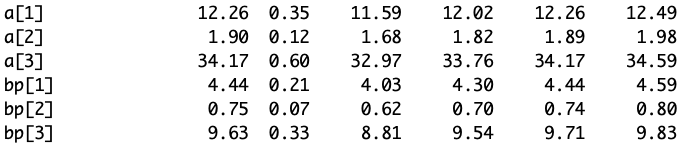 a[1] 12.26 0.35 11.59 12.02 12.26 12.49
a[2] 1.90 0.12 1.68 1.82 1.89 1.98
a[3] 34.17 0.60 32.97 33.76 34.17 34.59
bp[1] 4.44 0.21 4.03 4.30 4.44 4.59
bp[2] 0.75 0.07 0.62 0.70 0.74 0.80
bp[3] 9.63 0.33 8.81 9.54 9.71 9.83